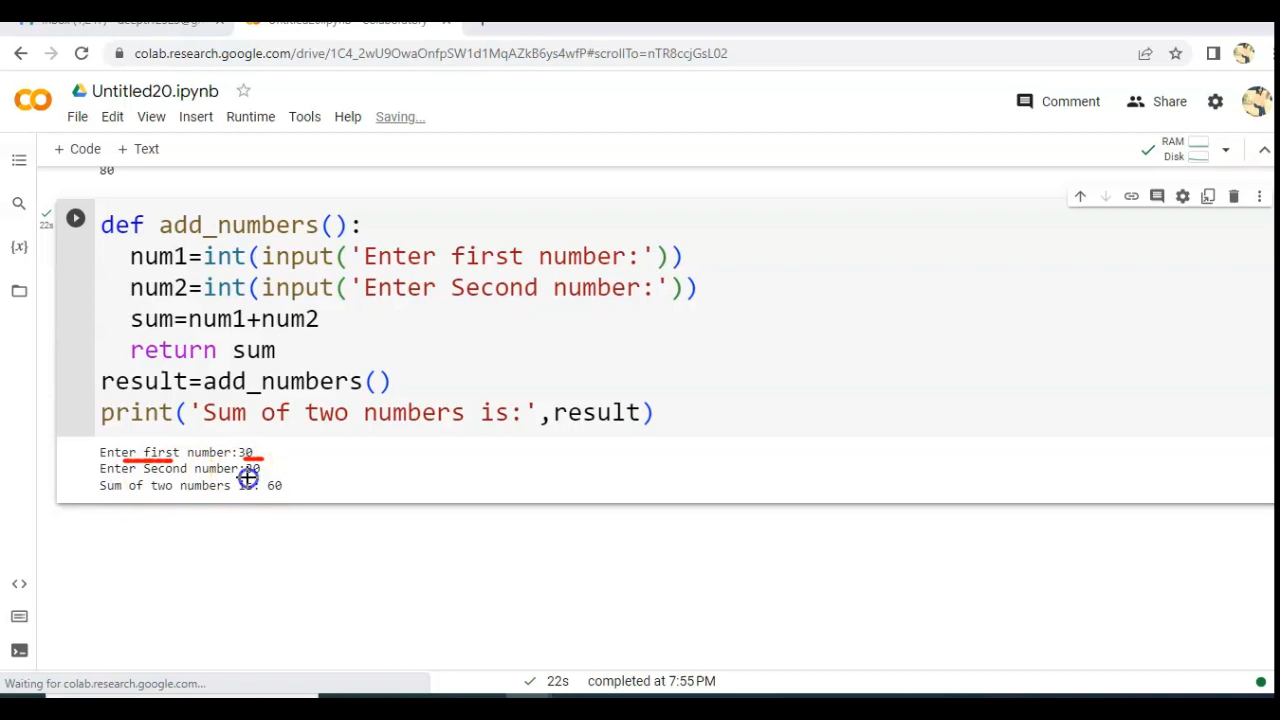 colab.research.google.com/drive/1C4_2wU9OwaOnfpSW1d1MqAZkB6ys4wfP#scrollTo=nTR8ccjGsL02
CO Untitled20.ipynb
Comment Share
File Edit View Insert Runtime Tools Help Saving...
+ Code + Text
RAM
Disk
80
22s
def add_numbers():
num1=int(input('Enter first number:'))
num2=int(input('Enter Second number:'))
sum=num1+num2
return sum
result=add_numbers()
print('Sum of two numbers is:',result)
{x}
Enter first number:30
Enter Second number:30
Sum of two numbers is: 60
Waiting for colab.research.google.com...
22s completed at 7:55 PM